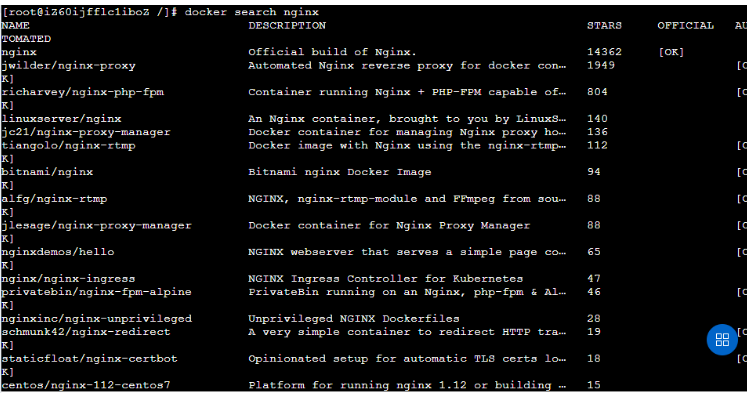 [root@iZ60ijfflc1iboZ /]# docker search nginx
NAME DESCRIPTION STARS OFFICIAL AU
TOMATED
nginx Official build of Nginx. 14362 [OK]
jwilder/nginx-proxy Automated Nginx reverse proxy for docker con… 1949 [O
K]
richarvey/nginx-php-fpm Container running Nginx + PHP-FPM capable of… 804 [O
K]
linuxserver/nginx An Nginx container, brought to you by LinuxS… 140
jc21/nginx-proxy-manager Docker container for managing Nginx proxy ho… 136
tiangolo/nginx-rtmp Docker image with Nginx using the nginx-rtmp… 112 [O
K]
bitnami/nginx Bitnami nginx Docker Image 94 [O
K]
alfg/nginx-rtmp NGINX, nginx-rtmp-module and FFmpeg from sou… 88 [O
K]
jlesage/nginx-proxy-manager Docker container for Nginx Proxy Manager 88 [O
K]
nginxdemos/hello NGINX webserver that serves a simple page co… 65 [O
K]
nginx/nginx-ingress NGINX Ingress Controller for Kubernetes 47
privatebin/nginx-fpm-alpine PrivateBin running on an Nginx, php-fpm & Al… 46 [O
K]
nginxinc/nginx-unprivileged Unprivileged NGINX Dockerfiles 28
schmunk42/nginx-redirect A very simple container to redirect HTTP tra… 19 [O
K]
staticfloat/nginx-certbot Opinionated setup for automatic TLS certs lo… 18 [O
K]
centos/nginx-112-centos7 Platform for running nginx 1.12 or building … 15